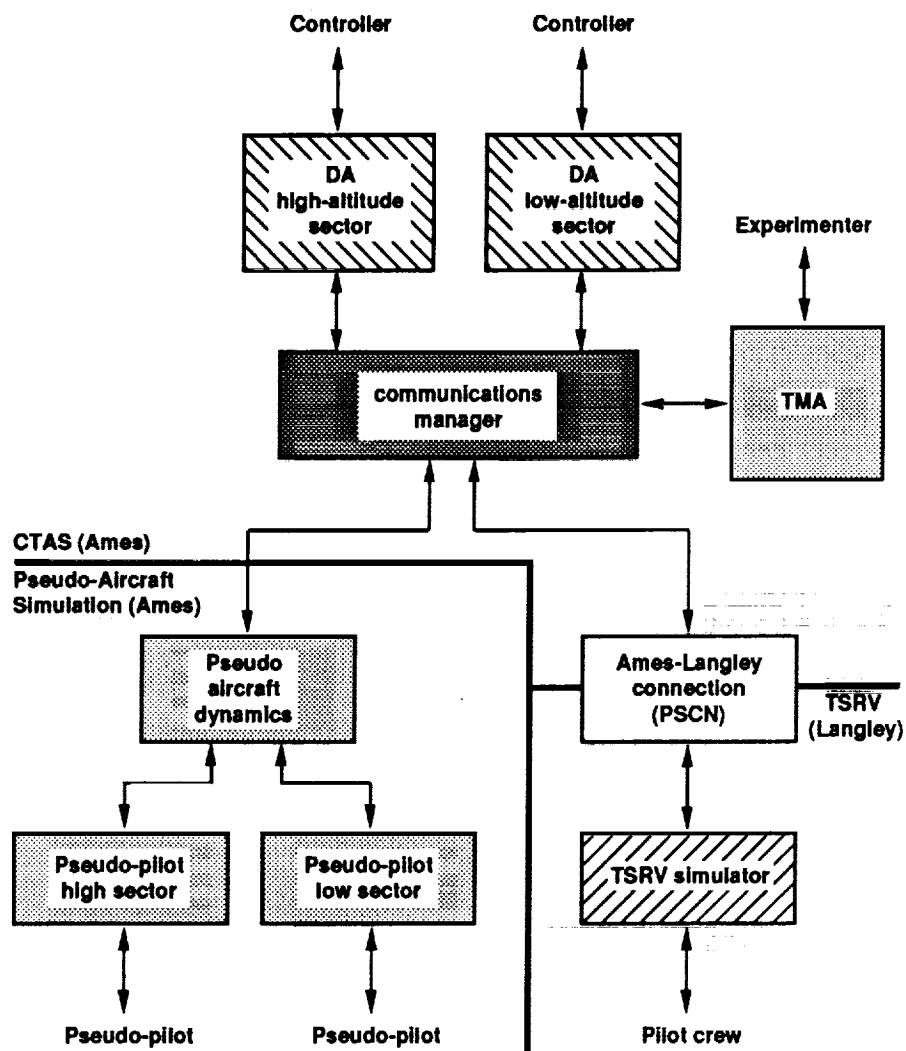 Controller
Controller
DA
high-altitude
sector
DA
low-altitude
sector
Experimenter
communications
manager
TMA
CTAS (Ames)
Pseudo-Aircraft
Simulation (Ames)
Pseudo
aircraft
dynamics
Ames-Langley
connection
(PSCN)
TSRV
(Langley)
Pseudo-pilot
high sector
Pseudo-pilot
low sector
TSRV simulator
Pseudo-pilot
Pseudo-pilot
Pilot crew